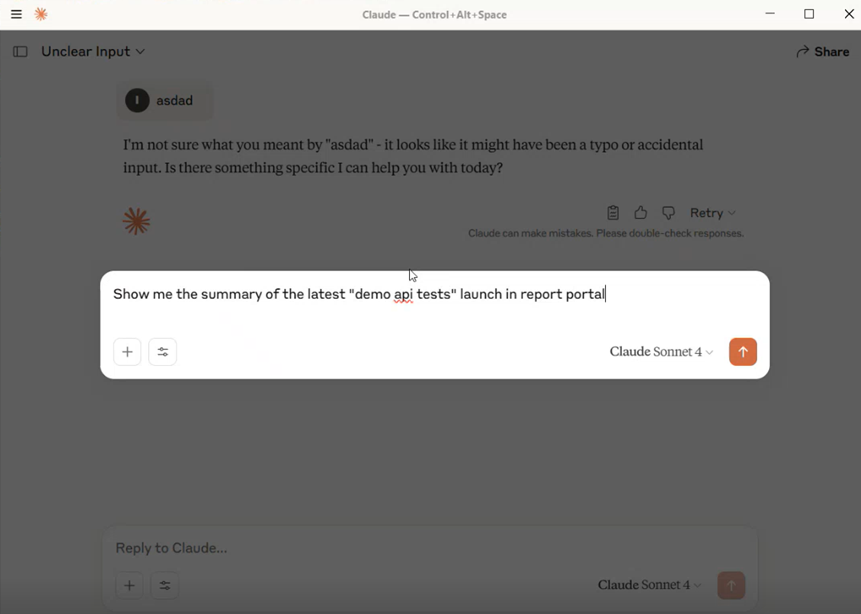 Claude — Control+Alt+Space
Unclear Input
Share
I
asdad
I'm not sure what you meant by "asdad" - it looks like it might have been a typo or accidental
input. Is there something specific I can help you with today?
Retry
Claude can make mistakes. Please double-check responses.
Show me the summary of the latest "demo api tests" launch in report portal
Claude Sonnet 4
Reply to Claude...
Claude Sonnet 4